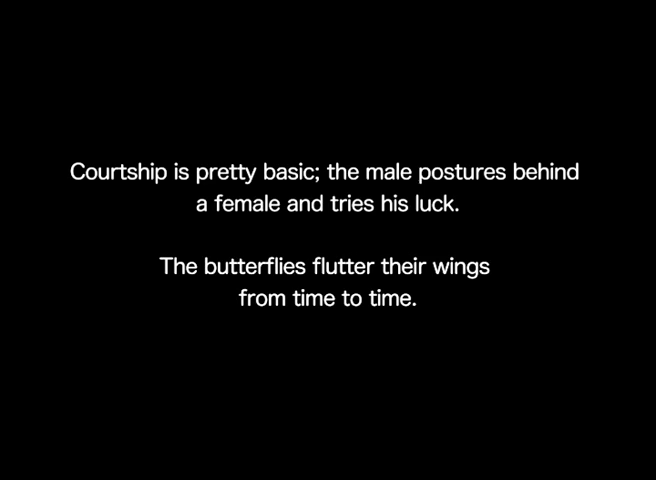 Courtship is pretty basic; the male postures behind
a female and tries his luck.
The butterflies flutter their wings
from time to time.